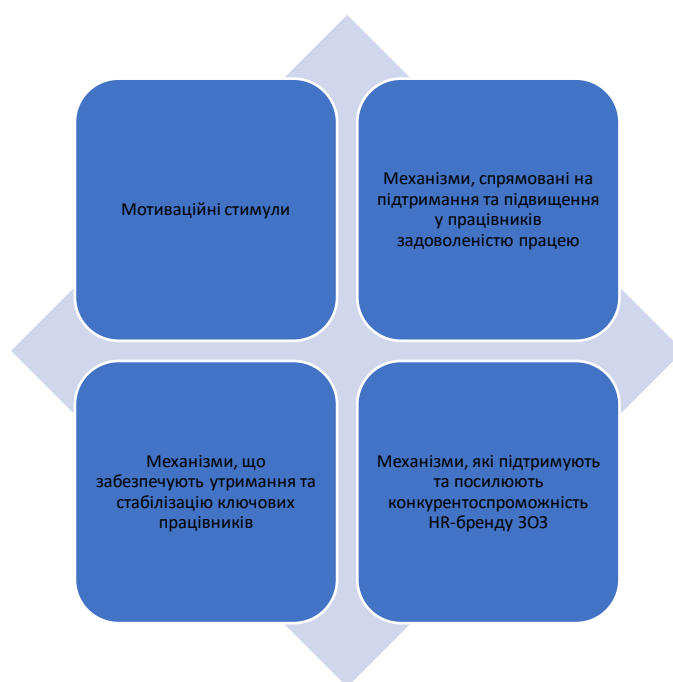 Мотиваційні стимули
Механізми, спрямовані на
підтримання та підвищення
у працівників
задоволеністю працею
Механізми, що
забезпечують утримання та
стабілізацію ключових
працівників
Механізми, які підтримують
та посилюють
конкурентоспроможність
HR-бренду ЗОЗ